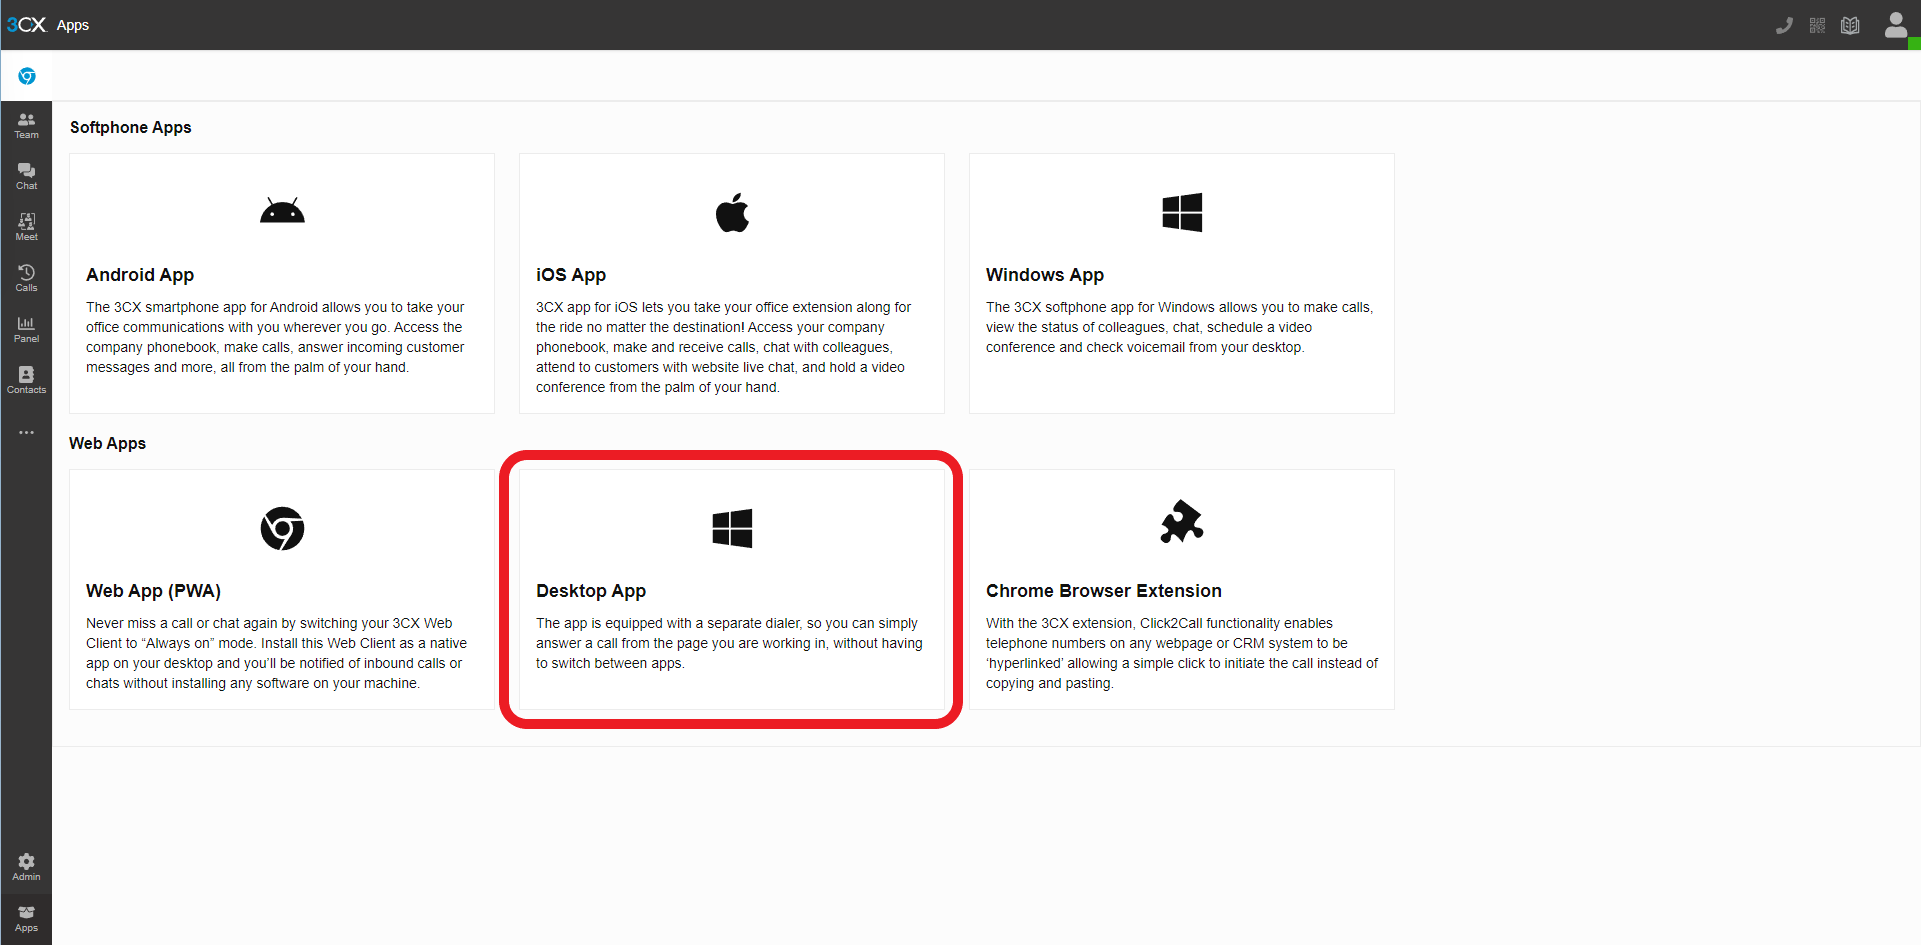 3CX Apps
Team
Chat
Meet
Calls
Panel
Contacts
Softphone Apps
Android App
The 3CX smartphone app for Android allows you to take your
office communications with you wherever you go. Access the
company phonebook, make calls, answer incoming customer
messages and more, all from the palm of your hand.
iOS App
3CX app for iOS lets you take your office extension along for
the ride no matter the destination! Access your company
phonebook, make and receive calls, chat with colleagues,
attend to customers with website live chat, and hold a video
conference from the palm of your hand.
Windows App
The 3CX softphone app for Windows allows you to make calls,
view the status of colleagues, chat, schedule a video
conference and check voicemail from your desktop.
Web Apps
Web App (PWA)
Never miss a call or chat again by switching your 3CX Web
Client to “Always on” mode. Install this Web Client as a native
app on your desktop and you’ll be notified of inbound calls or
chats without installing any software on your machine.
Desktop App
The app is equipped with a separate dialer, so you can simply
answer a call from the page you are working in, without having
to switch between apps.
Chrome Browser Extension
With the 3CX extension, Click2Call functionality enables
telephone numbers on any webpage or CRM system to be
‘hyperlinked’ allowing a simple click to initiate the call instead of
copying and pasting.
Admin
Apps